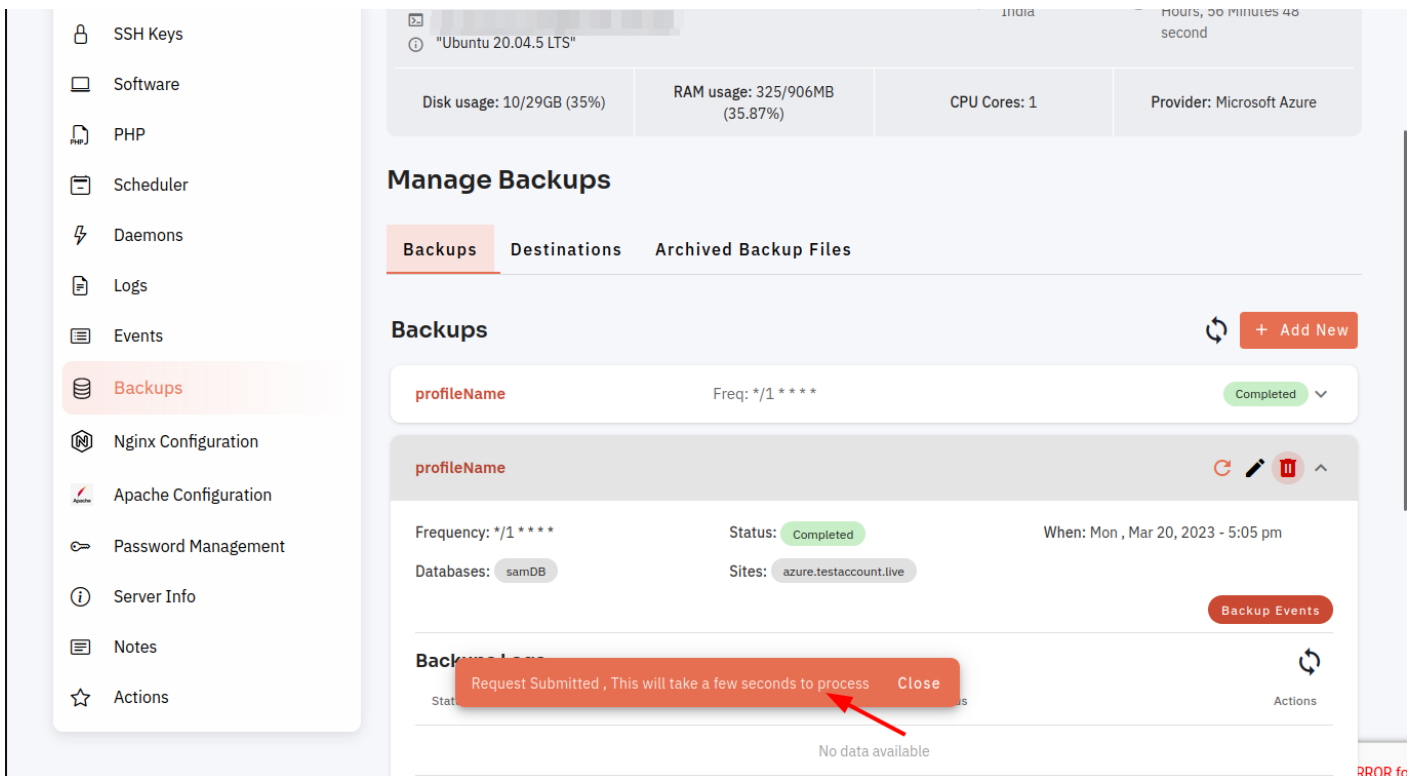 SSH Keys
Software
PHP
PHP
Scheduler
Daemons
Logs
Events
Backups
Nginx Configuration
Apache
Apache Configuration
Password Management
Server Info
Notes
Actions
"Ubuntu 20.04.5 LTS"
India
Hours, 56 Minutes 48
second
Disk usage: 10/29GB (35%)
RAM usage: 325/906MB
(35.87%)
CPU Cores: 1
Provider: Microsoft Azure
Manage Backups
Backups
Destinations
Archived Backup Files
Backups
+ Add New
profileName
Freq: */1 * * * *
Completed
profileName
Frequency: */1 * * * *
Status: Completed
When: Mon , Mar 20, 2023 - 5:05 pm
Databases: samDB
Sites: azure.testaccount.live
Backup Events
Request Submitted , This will take a few seconds to process
Close
Actions
No data available